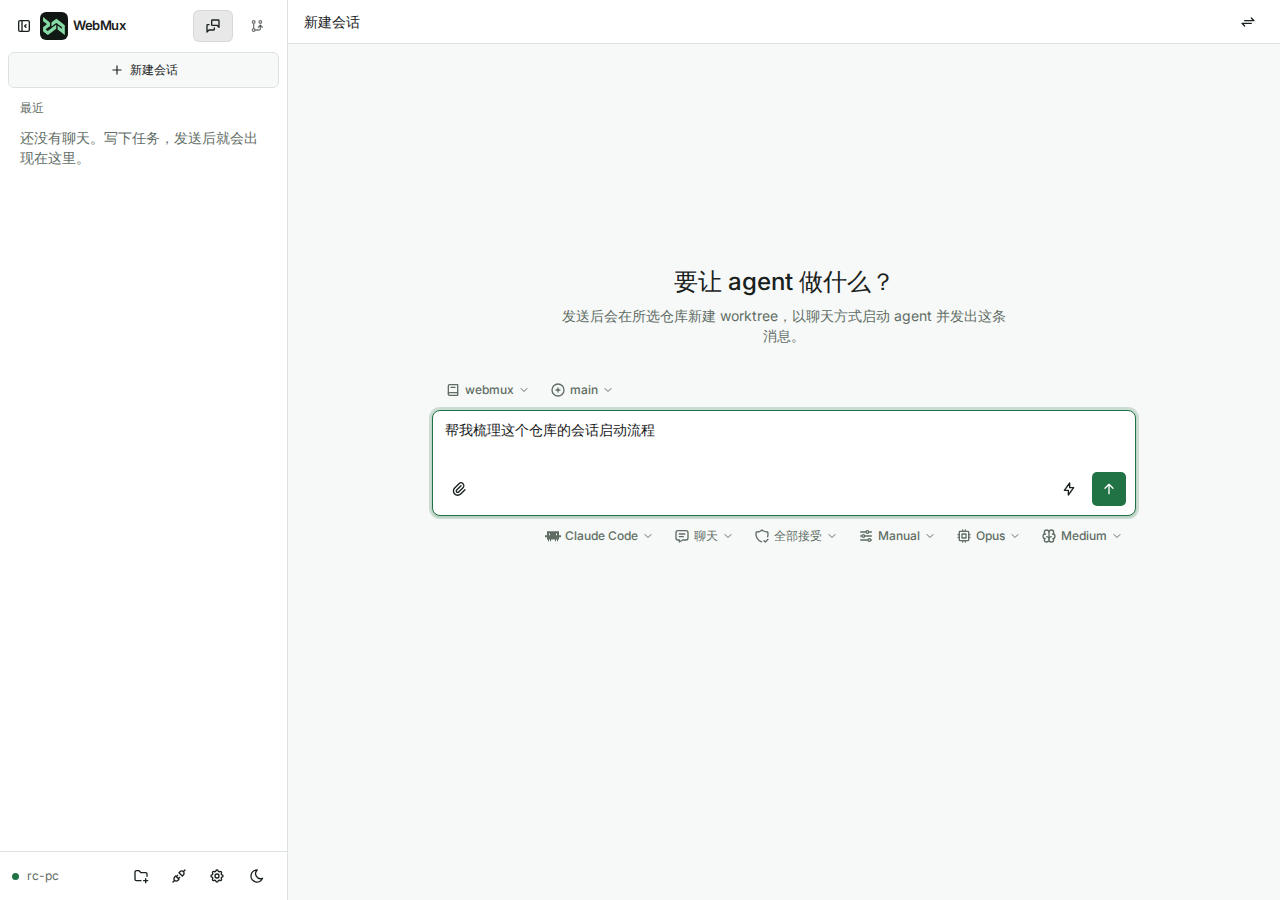 WebMux
新建会话
最近
还没有聊天。写下任务，发送后就会出
现在这里。
rc-pc
新建会话
要让 agent 做什么？
发送后会在所选仓库新建 worktree，以聊天方式启动 agent 并发出这条
消息。
webmux main
帮我梳理这个仓库的会话启动流程
Claude Code 聊天 全部接受 Manual Opus Medium